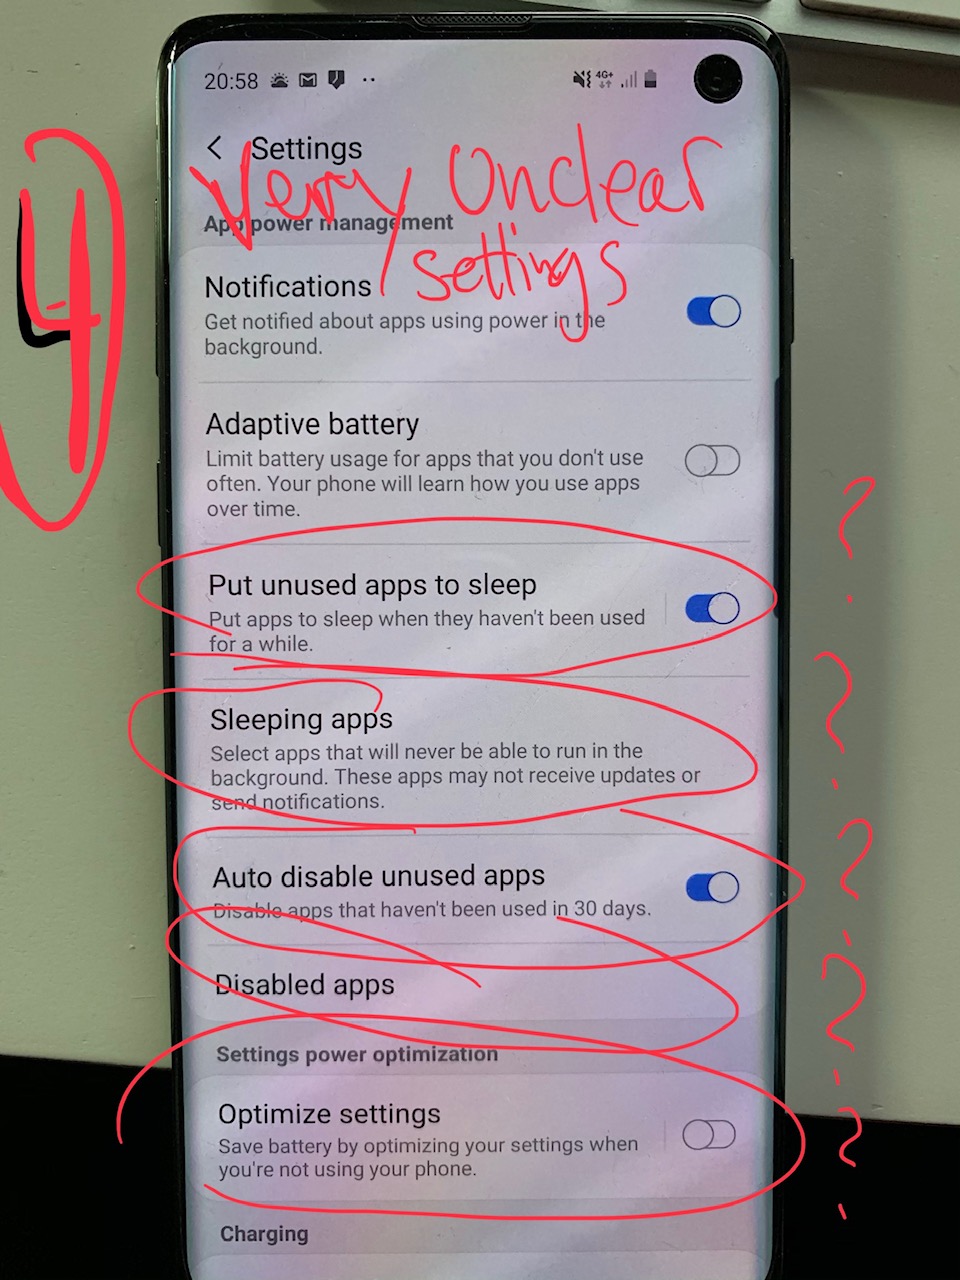 20:58
4G+
Settings
Very Unclear
settings
4
App power management
Notifications
Get notified about apps using power in the
background.
Adaptive battery
Limit battery usage for apps that you don't use
often. Your phone will learn how you use apps
over time.
?
Put unused apps to sleep
Put apps to sleep when they haven't been used
for a while.
?
Sleeping apps
Select apps that will never be able to run in the
background. These apps may not receive updates or
send notifications.
?
Auto disable unused apps
Disable apps that haven't been used in 30 days.
?
Disabled apps
Settings power optimization
Optimize settings
Save battery by optimizing your settings when
you're not using your phone.
?
Charging